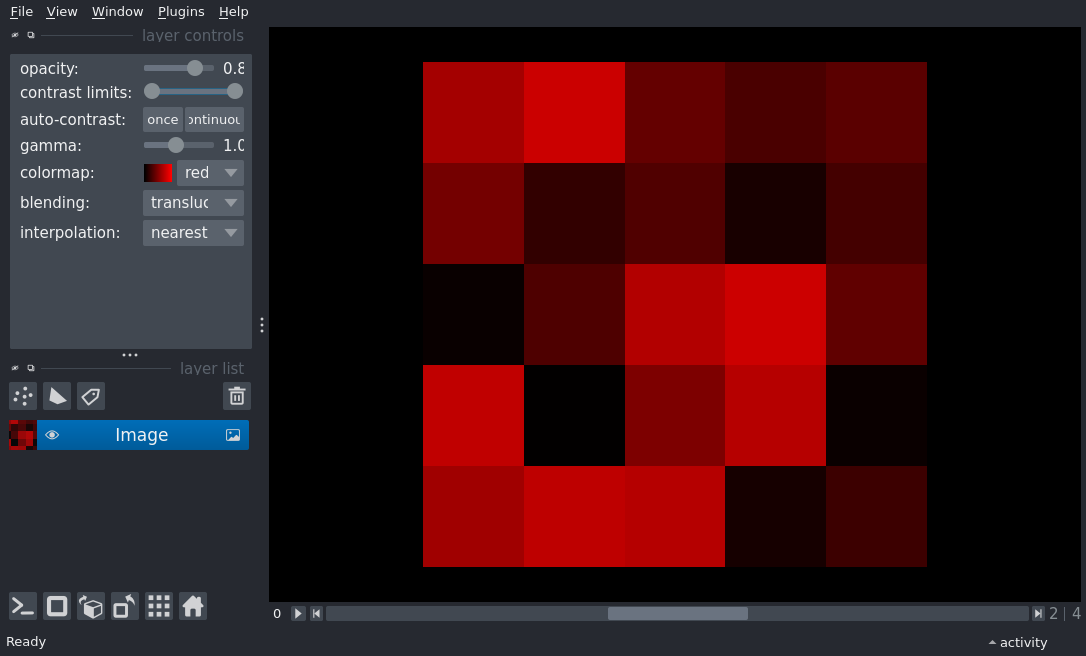 File View Window Plugins Help
layer controls
opacity: 0.8
contrast limits:
auto-contrast: once ontinuou
gamma: 1.0
colormap: red
blending: transluc
interpolation: nearest
layer list
Image
0 2 | 4
Ready
activity